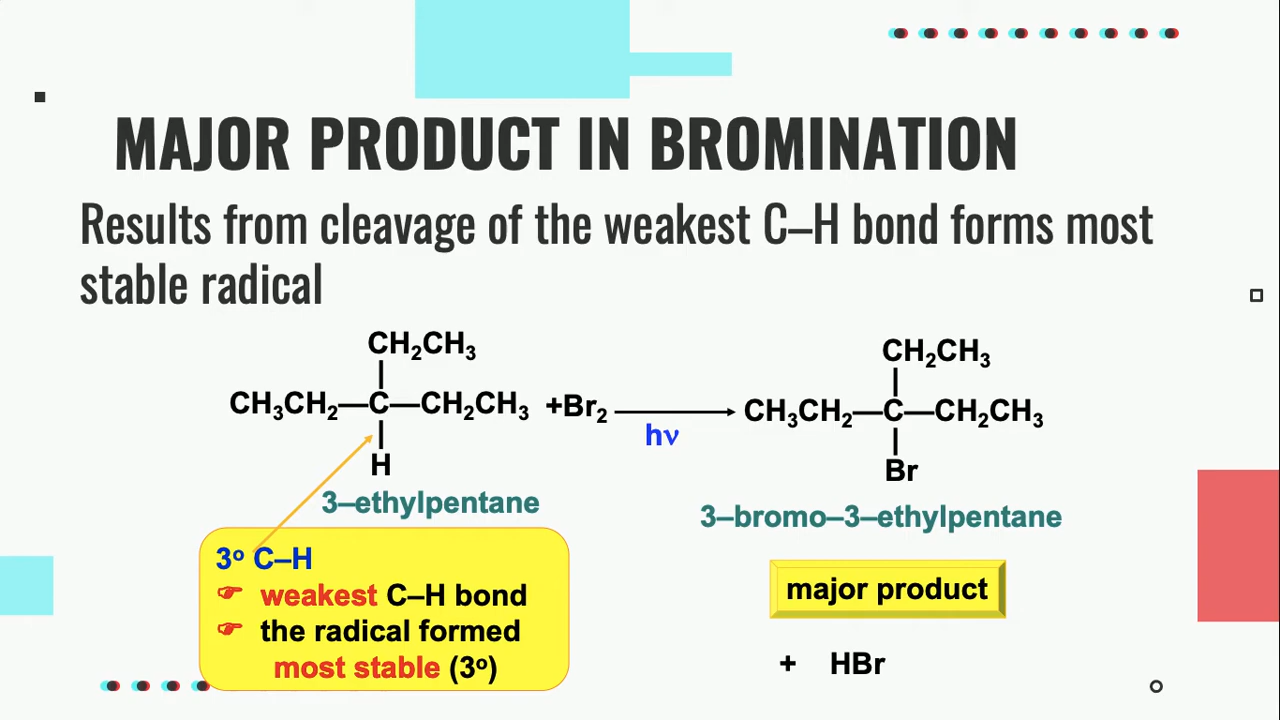 MAJOR PRODUCT IN BROMINATION
Results from cleavage of the weakest C–H bond forms most
stable radical
CH₂CH₃
CH₃CH₂—C—CH₂CH₃ +Br₂
hν
H
3–ethylpentane
CH₂CH₃
CH₃CH₂—C—CH₂CH₃
Br
3–bromo–3–ethylpentane
3º C–H
☞ weakest C–H bond
☞ the radical formed
most stable (3º)
major product
+ HBr